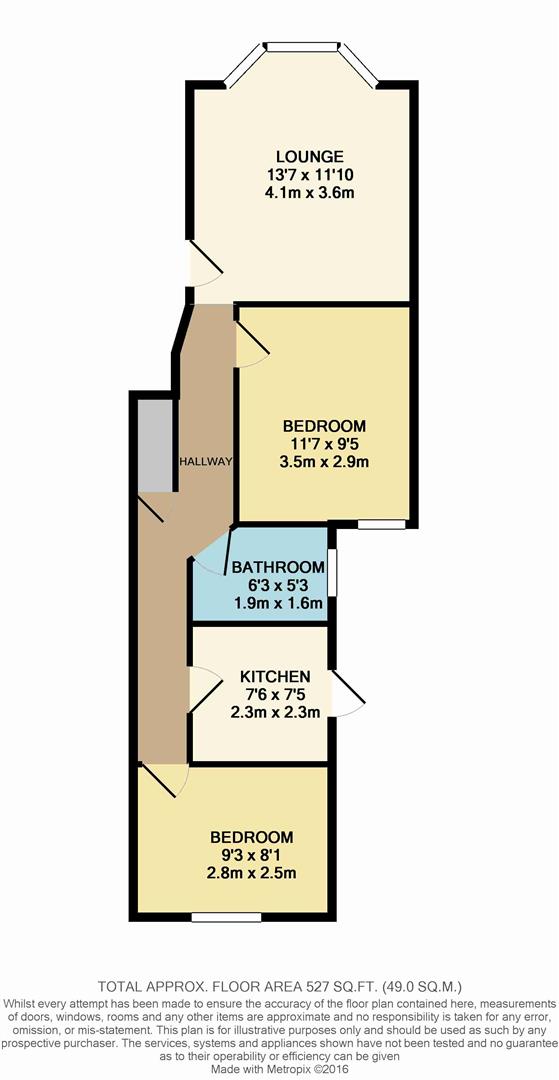 LOUNGE
13'7 x 11'10
4.1m x 3.6m
BEDROOM
11'7 x 9'5
3.5m x 2.9m
HALLWAY
BATHROOM
6'3 x 5'3
1.9m x 1.6m
KITCHEN
7'6 x 7'5
2.3m x 2.3m
BEDROOM
9'3 x 8'1
2.8m x 2.5m
TOTAL APPROX. FLOOR AREA 527 SQ.FT. (49.0 SQ.M.)
Whilst every attempt has been made to ensure the accuracy of the floor plan contained here, measurements
of doors, windows, rooms and any other items are approximate and no responsibility is taken for any error,
omission, or mis-statement. This plan is for illustrative purposes only and should be used as such by any
prospective purchaser. The services, systems and appliances shown have not been tested and no guarantee
as to their operability or efficiency can be given
Made with Metropix ©2016